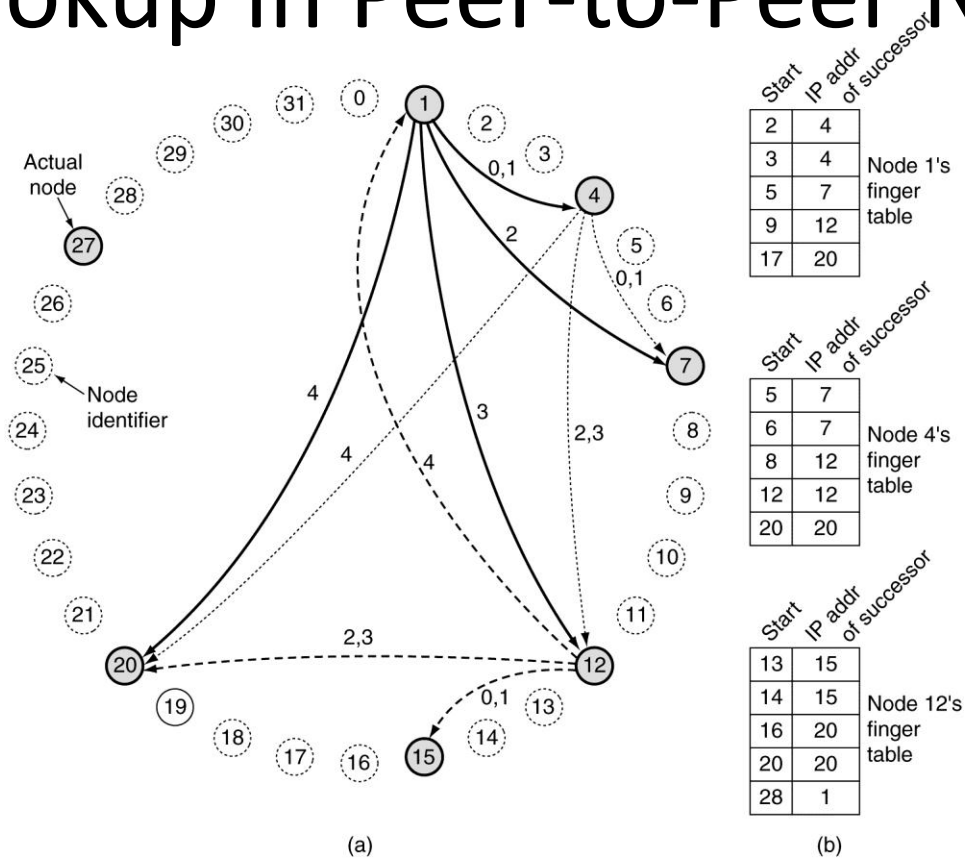 okup in Peer-to-Peer N
0
1
2
3
4
5
6
7
8
9
10
11
12
13
14
15
16
17
18
19
20
21
22
23
24
25
26
27
28
29
30
31
Actual
node
Node
identifier
0,1
2
0,1
4
3
2,3
4
4
2,3
0,1
(a)
Start
IP addr
of successor
2 4
3 4
5 7
9 12
17 20
Node 1's
finger
table
Start
IP addr
of successor
5 7
6 7
8 12
12 12
20 20
Node 4's
finger
table
Start
IP addr
of successor
13 15
14 15
16 20
20 20
28 1
Node 12's
finger
table
(b)